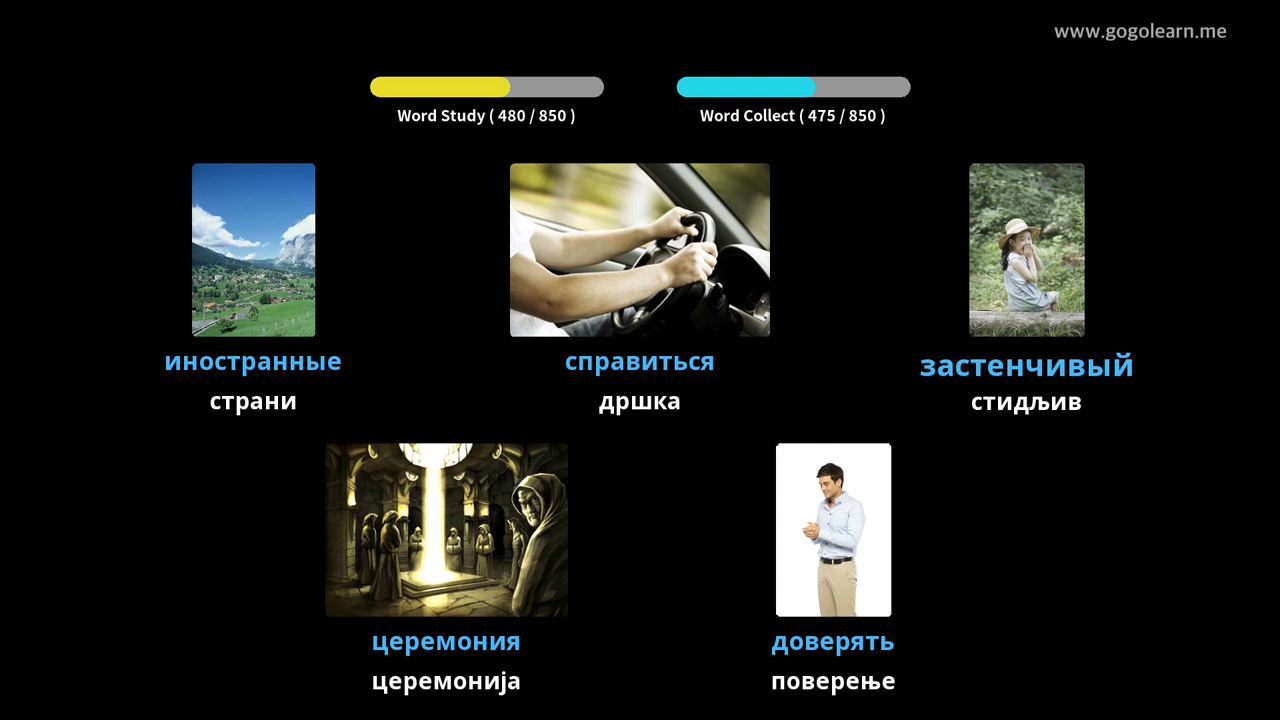 www.gogolearn.me
Word Study ( 480 / 850 )
Word Collect ( 475 / 850 )
иностранные
страни
справиться
дршка
застенчивый
стидљив
церемония
церемонија
доверять
поверење